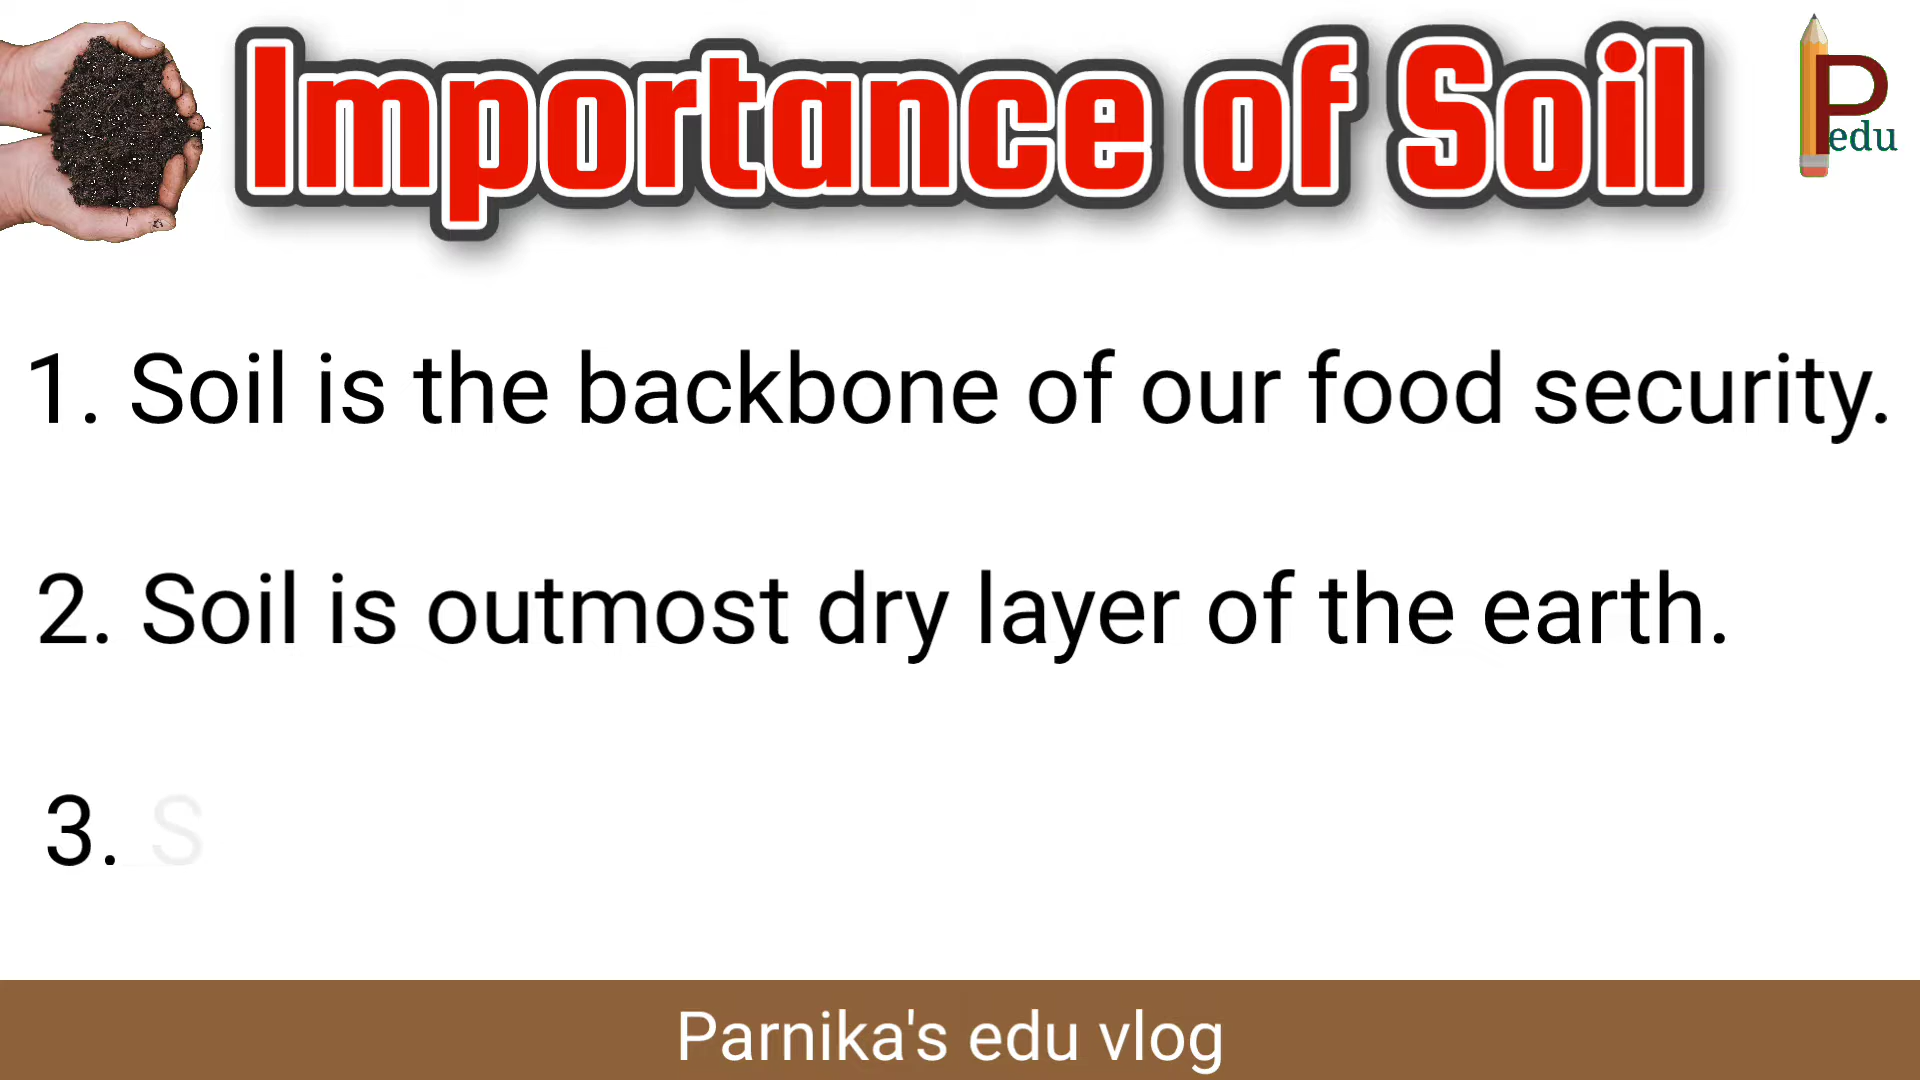 Importance of Soil
P
edu
1. Soil is the backbone of our food security.
2. Soil is outmost dry layer of the earth.
3. S
Parnika's edu vlog